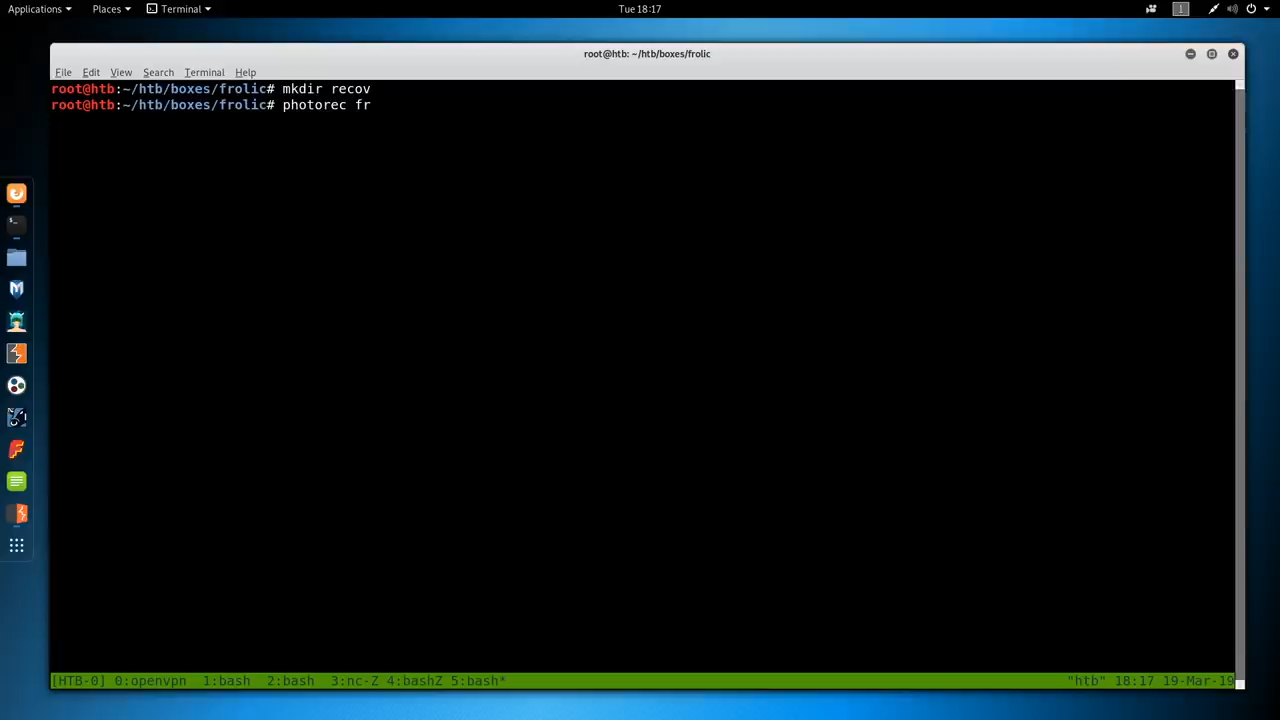 Applications Places Terminal Tue 18:17 1
root@htb: ~/htb/boxes/frolic
File Edit View Search Terminal Help
root@htb:~/htb/boxes/frolic# mkdir recov
root@htb:~/htb/boxes/frolic# photorec fr
[HTB-0] 0:openvpn 1:bash 2:bash 3:nc-Z 4:bashZ 5:bash* "htb" 18:17 19-Mar-19